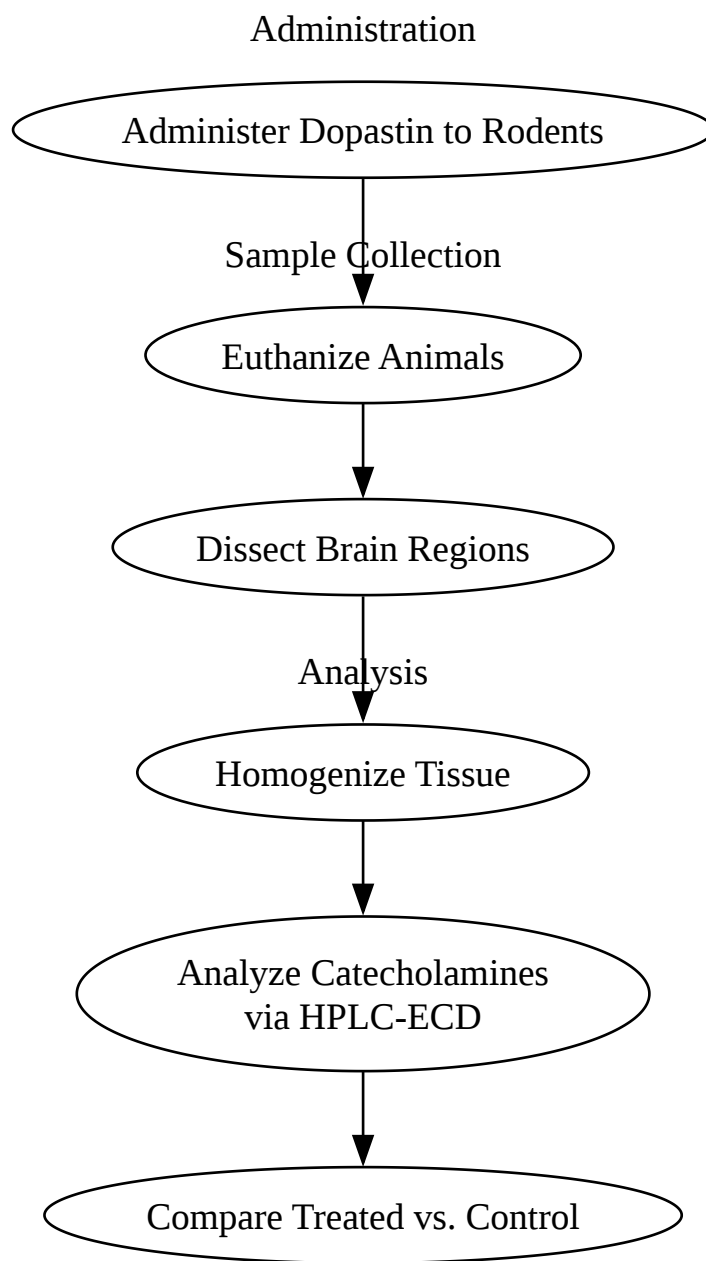 Administration
Administer Dopastin to Rodents
Sample Collection
Euthanize Animals
Dissect Brain Regions
Analysis
Homogenize Tissue
Analyze Catecholamines
via HPLC-ECD
Compare Treated vs. Control